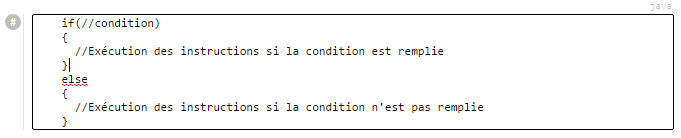 java
#
if(//condition)
{
//Exécution des instructions si la condition est remplie
}
else
{
//Exécution des instructions si la condition n'est pas remplie
}